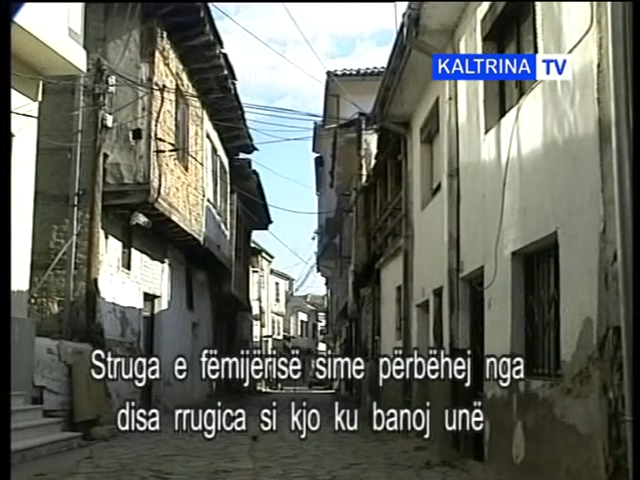 KALTRINA TV
Struga e fëmijërisë sime përbëhej nga
disa rrugica si kjo ku banoj unë